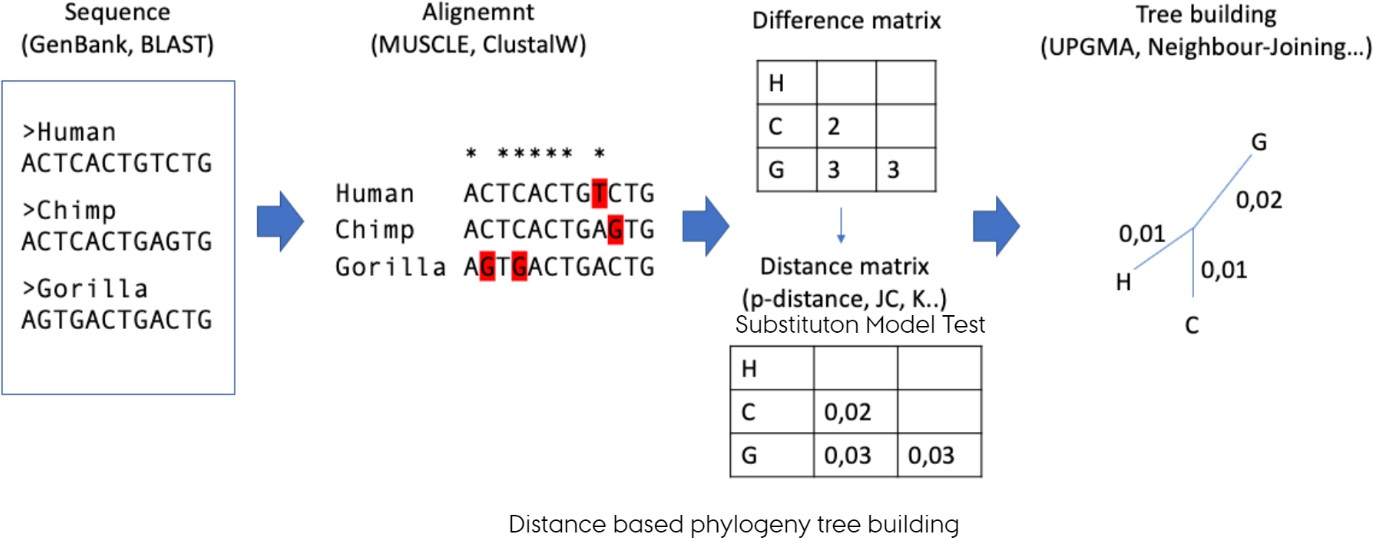 Sequence
(GenBank, BLAST)
>Human
ACTCACTGTCTG
>Chimp
ACTCACTGAGTG
>Gorilla
AGTGACTGACTG
Alignemnt
(MUSCLE, ClustalW)
* ***** *
Human ACTCACTGTCTG
Chimp ACTCACTGAGTG
Gorilla AGTGACTGACTG
Difference matrix
H
C 2
G 3 3
Distance matrix
(p-distance, JC, K..)
Substituton Model Test
H
C 0,02
G 0,03 0,03
Tree building
(UPGMA, Neighbour-Joining...)
G
0,02
0,01
H
0,01
C
Distance based phylogeny tree building